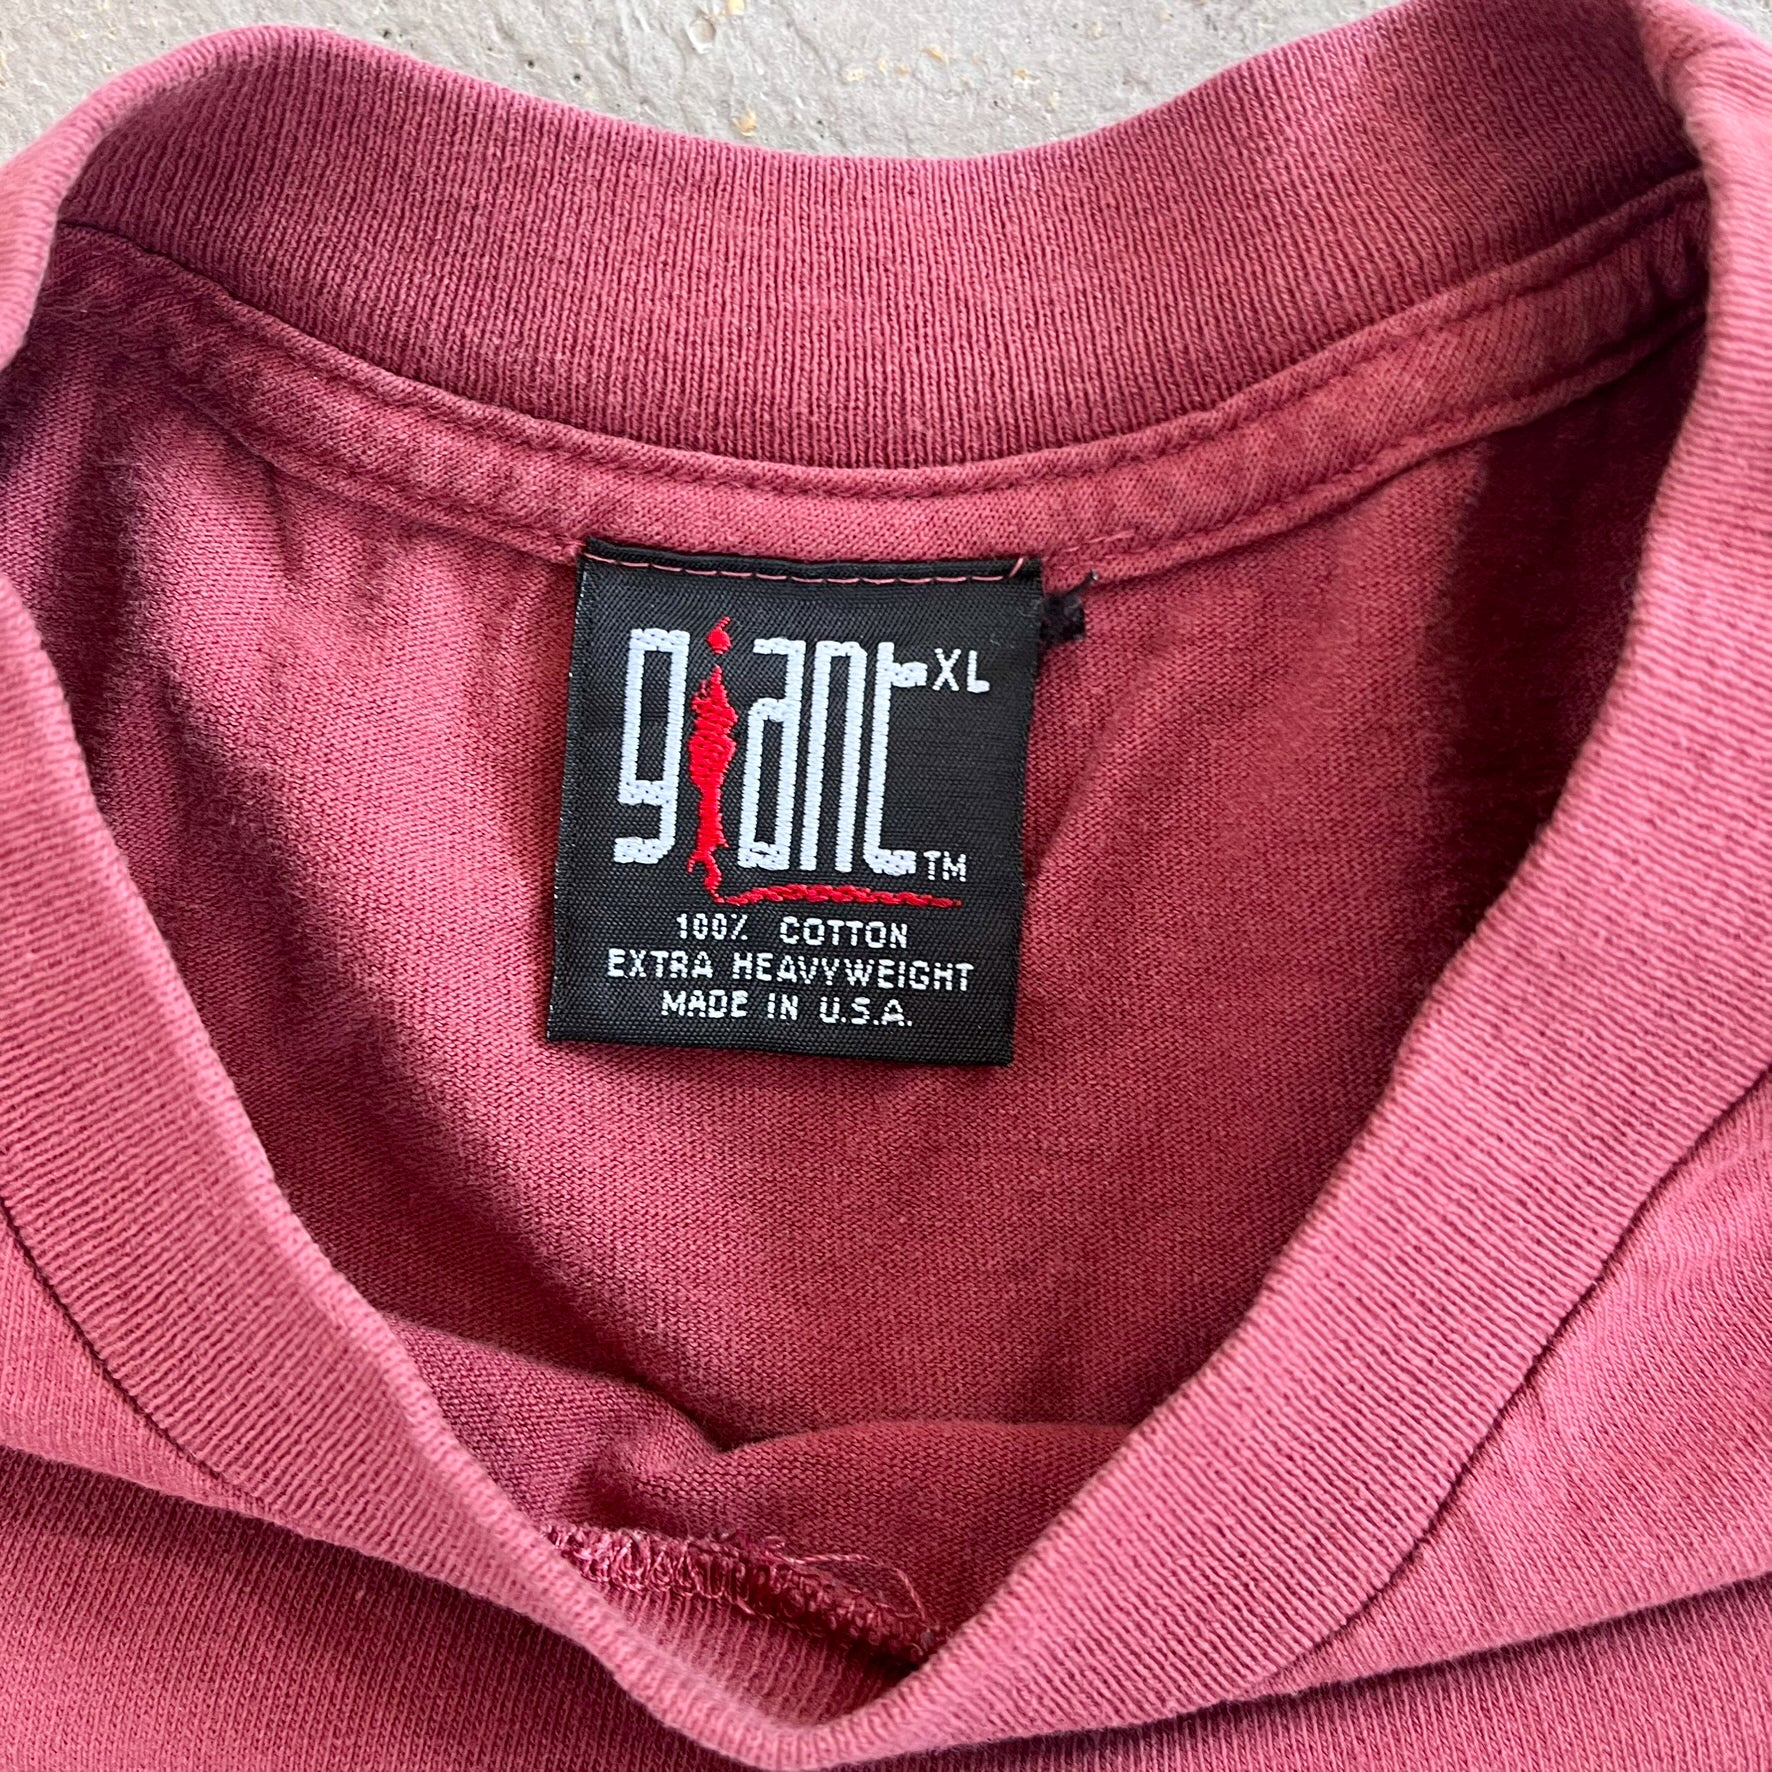 giant XL
TM
100% COTTON
EXTRA HEAVYWEIGHT
MADE IN U.S.A.